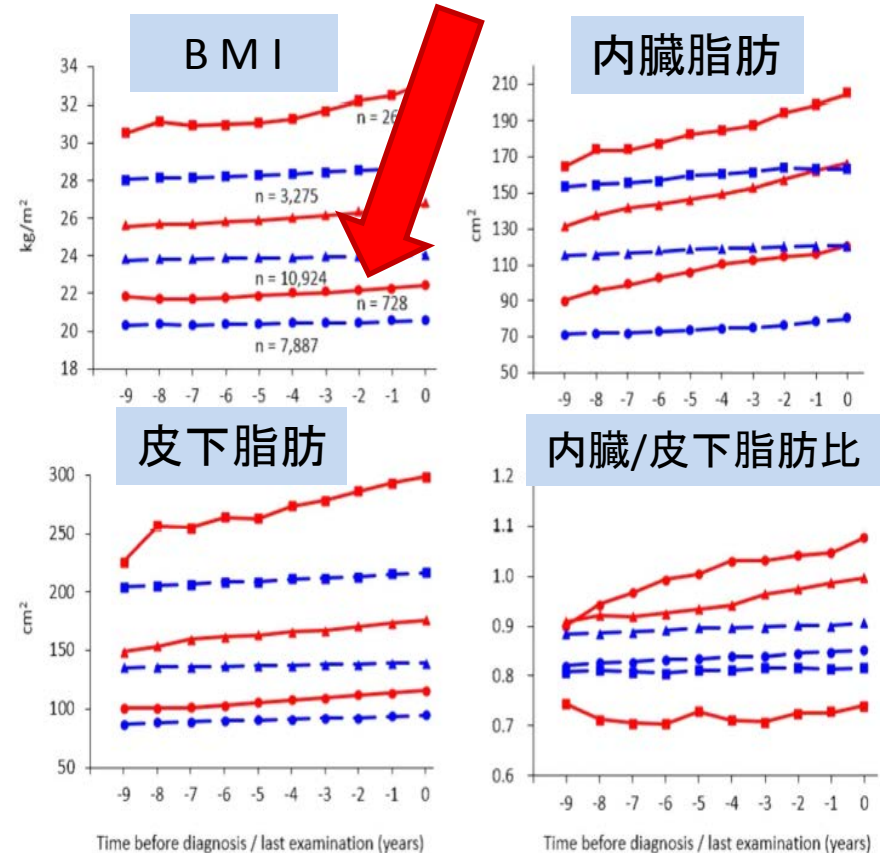 BMI
34
32
30
28
26
24
22
20
18
kg/m²
n = 26
n = 3,275
n = 10,924
n = 728
n = 7,887
-9 -8 -7 -6 -5 -4 -3 -2 -1 0
内臓脂肪
210
190
170
150
130
110
90
70
50
cm²
-9 -8 -7 -6 -5 -4 -3 -2 -1 0
皮下脂肪
300
250
200
150
100
50
cm²
-9 -8 -7 -6 -5 -4 -3 -2 -1 0
Time before diagnosis / last examination (years)
内臓/皮下脂肪比
1.2
1.1
1.0
0.9
0.8
0.7
0.6
-9 -8 -7 -6 -5 -4 -3 -2 -1 0
Time before diagnosis / last examination (years)